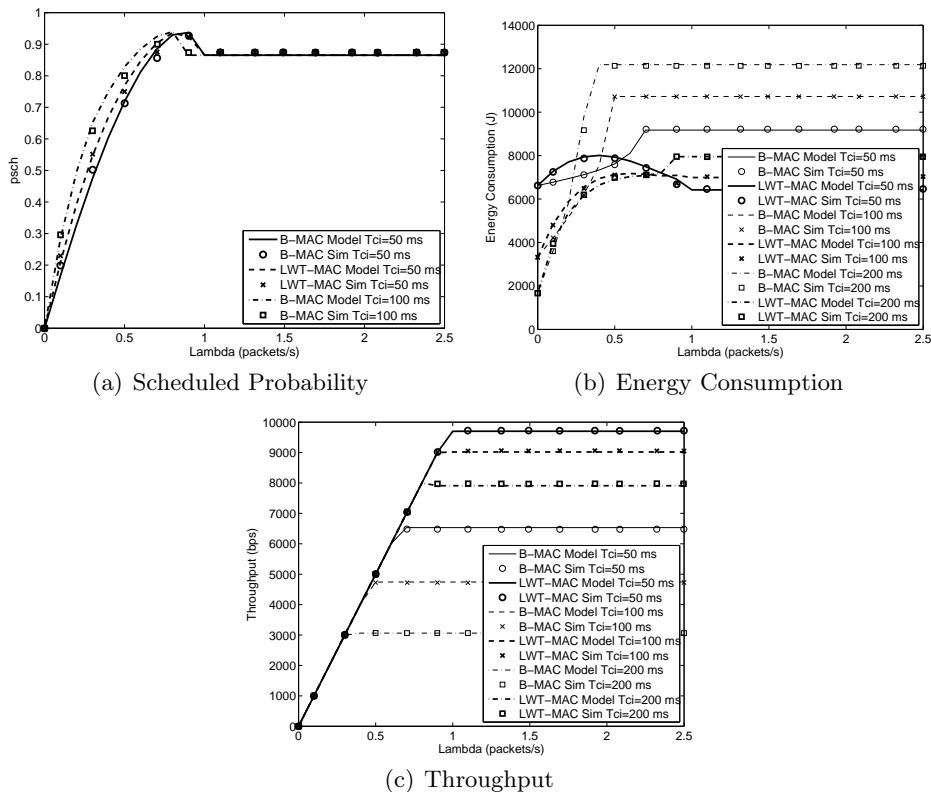 1
0.9
0.8
0.7
0.6
0.5
0.4
0.3
0.2
0.1
0
psch
0 0.5 1 1.5 2 2.5
Lambda (packets/s)
B−MAC Model Tci=50 ms
B−MAC Sim Tci=50 ms
LWT−MAC Model Tci=50 ms
LWT−MAC Sim Tci=50 ms
B−MAC Model Tci=100 ms
B−MAC Sim Tci=100 ms
(a) Scheduled Probability
14000
12000
10000
8000
6000
4000
2000
0
Energy Consumption (J)
0 0.5 1 1.5 2 2.5
Lambda (packets/s)
B−MAC Model Tci=50 ms
B−MAC Sim Tci=50 ms
LWT−MAC Model Tci=50 ms
LWT−MAC Sim Tci=50 ms
B−MAC Model Tci=100 ms
B−MAC Sim Tci=100 ms
LWT−MAC Model Tci=100 ms
LWT−MAC Sim Tci=100 ms
B−MAC Model Tci=200 ms
B−MAC Sim Tci=200 ms
LWT−MAC Model Tci=200 ms
LWT−MAC Sim Tci=200 ms
(b) Energy Consumption
10000
9000
8000
7000
6000
5000
4000
3000
2000
1000
0
Throughput (bps)
0 0.5 1 1.5 2 2.5
Lambda (packets/s)
B−MAC Model Tci=50 ms
B−MAC Sim Tci=50 ms
LWT−MAC Model Tci=50 ms
LWT−MAC Sim Tci=50 ms
B−MAC Model Tci=100 ms
B−MAC Sim Tci=100 ms
LWT−MAC Model Tci=100 ms
LWT−MAC Sim Tci=100 ms
B−MAC Model Tci=200 ms
B−MAC Sim Tci=200 ms
LWT−MAC Model Tci=200 ms
LWT−MAC Sim Tci=200 ms
(c) Throughput